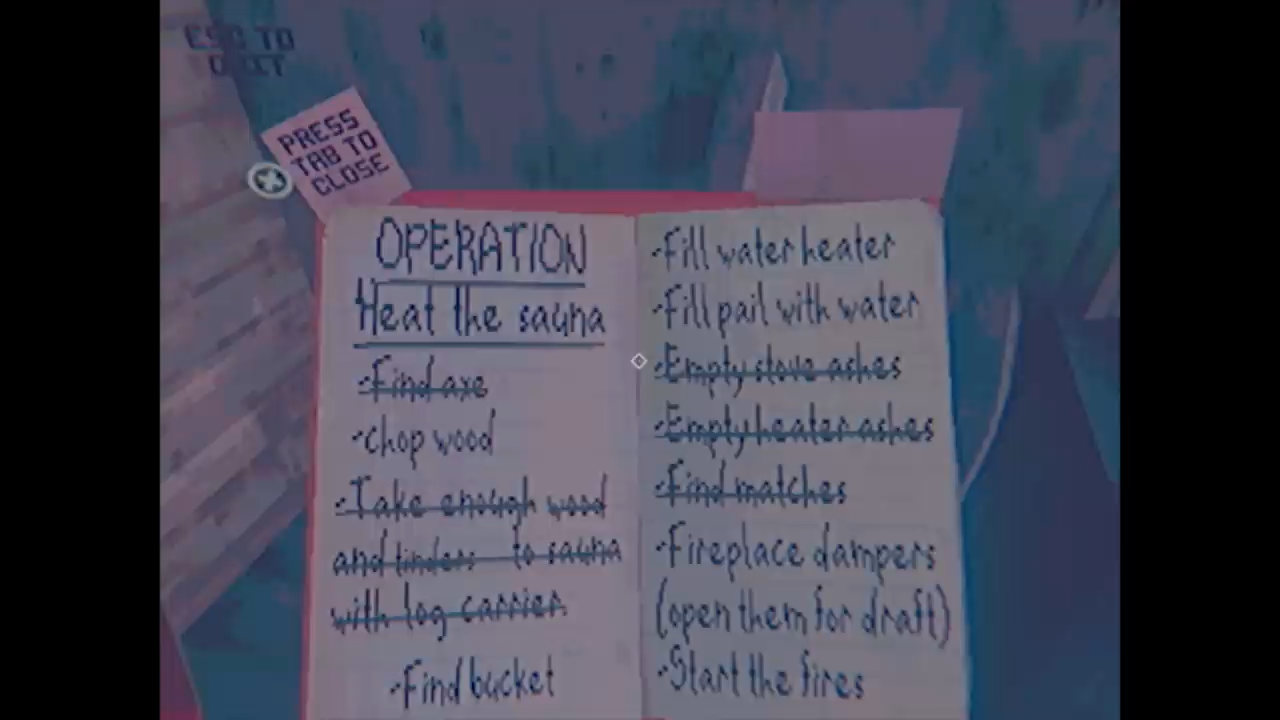 ESC TO
QUIT
PRESS
TAB TO
CLOSE
OPERATION
Heat the sauna
-Find axe
-chop wood
-Take enough wood
and tinders to sauna
with log carrier
-Find bucket
-Fill water heater
-Fill pail with water
-Empty stove ashes
-Empty heater ashes
-Find matches
-Fireplace dampers
(open them for draft)
-Start the fires